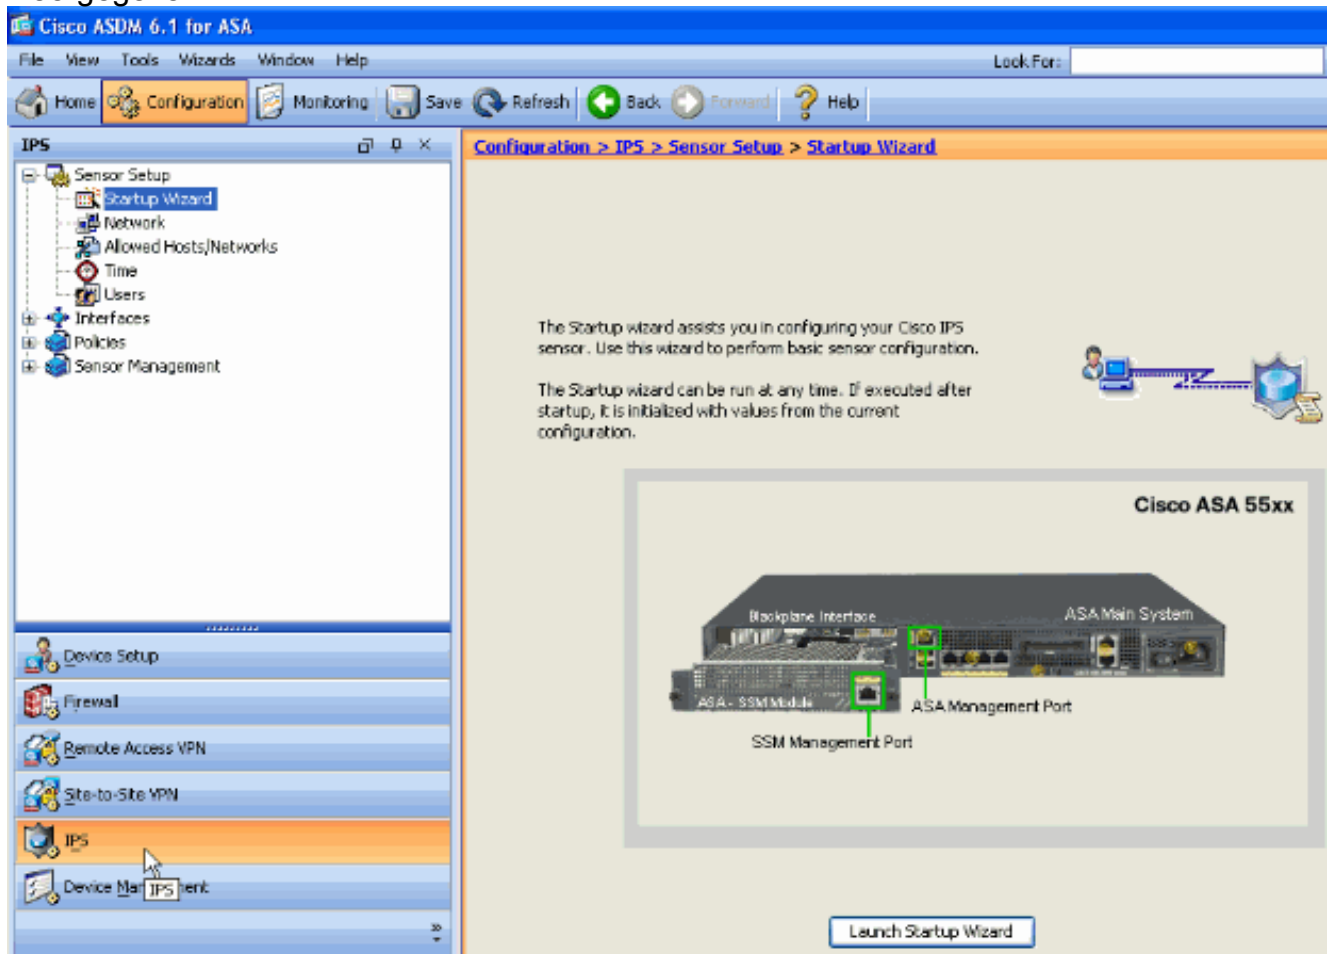 Cisco ASDM 6.1 for ASA
File View Tools Wizards Window Help Look For:
Home Configuration Monitoring Save Refresh Back Forward Help
IPS
Configuration > IPS > Sensor Setup > Startup Wizard
Sensor Setup
Startup Wizard
Network
Allowed Hosts/Networks
Time
Users
Interfaces
Policies
Sensor Management
Device Setup
Firewall
Remote Access VPN
Site-to-Site VPN
IPS
Device
IPS
The Startup wizard assists you in configuring your Cisco IPS
sensor. Use this wizard to perform basic sensor configuration.
The Startup wizard can be run at any time. If executed after
startup, it is initialized with values from the current
configuration.
Cisco ASA 55xx
Backplane Interface
ASA Main System
ASA - SSM Module
ASA Management Port
SSM Management Port
Launch Startup Wizard